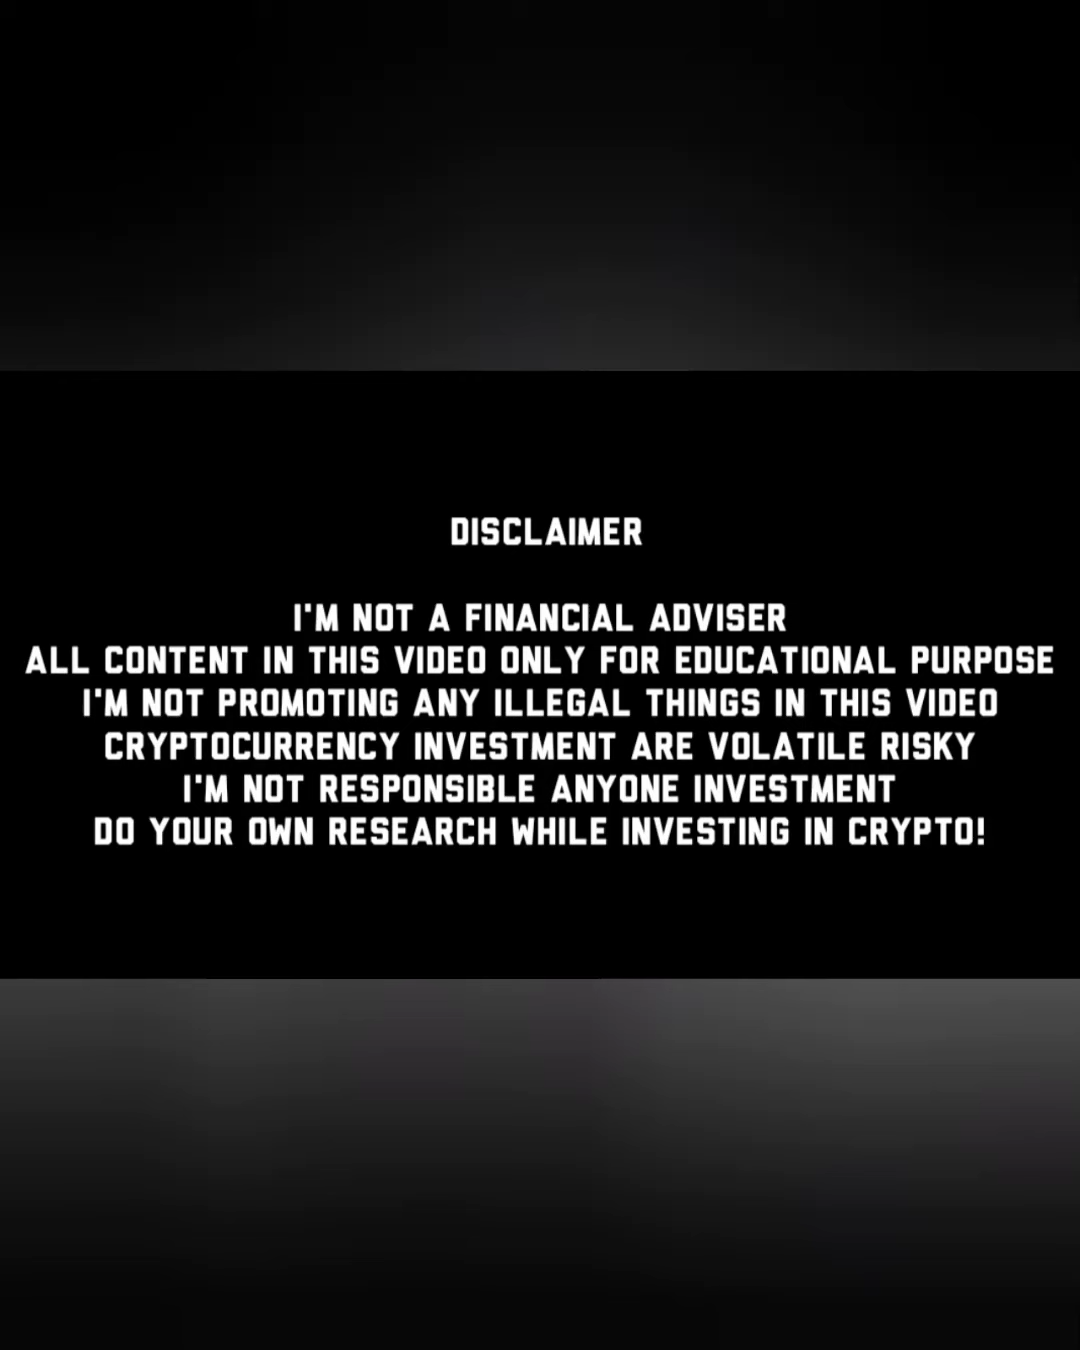 DISCLAIMER
I'M NOT A FINANCIAL ADVISER
ALL CONTENT IN THIS VIDEO ONLY FOR EDUCATIONAL PURPOSE
I'M NOT PROMOTING ANY ILLEGAL THINGS IN THIS VIDEO
CRYPTOCURRENCY INVESTMENT ARE VOLATILE RISKY
I'M NOT RESPONSIBLE ANYONE INVESTMENT
DO YOUR OWN RESEARCH WHILE INVESTING IN CRYPTO!